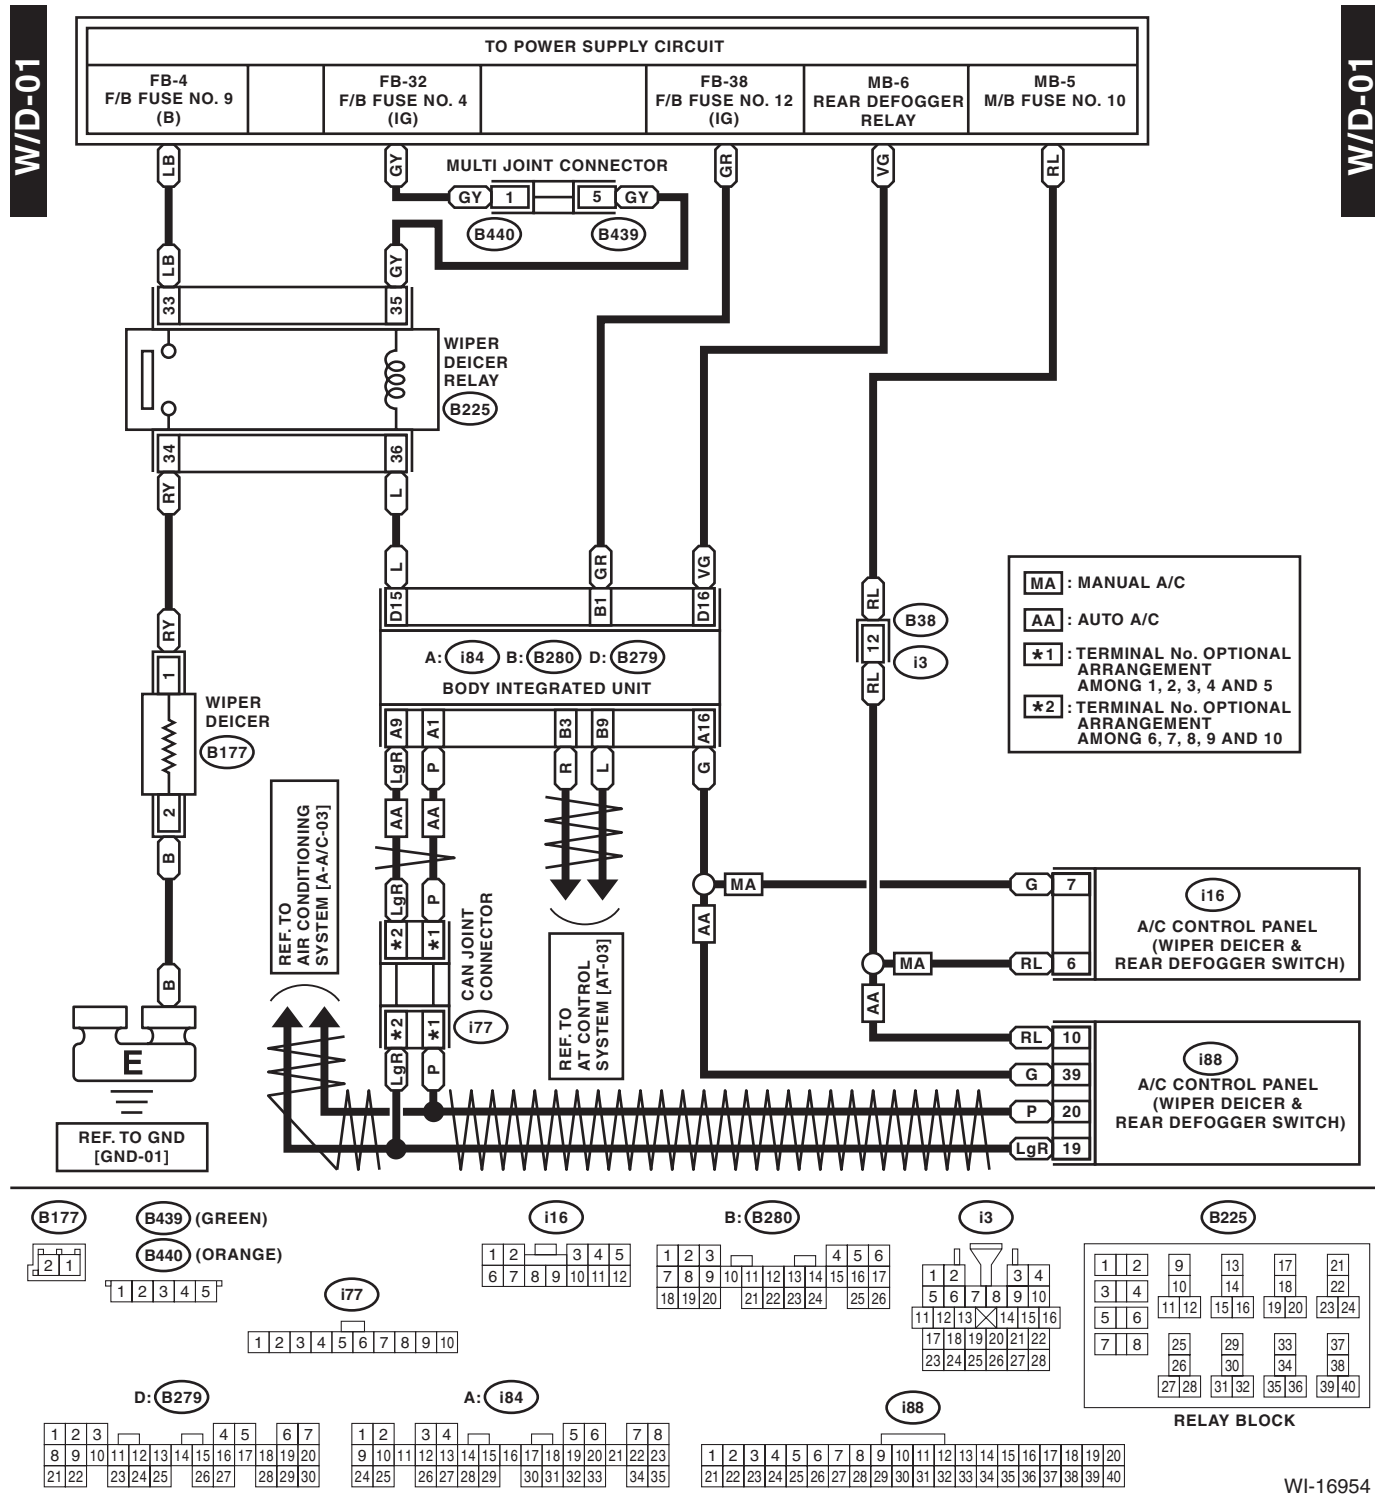 W/D-01
W/D-01
TO POWER SUPPLY CIRCUIT
FB-4
F/B FUSE NO. 9
(B)
FB-32
F/B FUSE NO. 4
(IG)
FB-38
F/B FUSE NO. 12
(IG)
MB-6
REAR DEFOGGER
RELAY
MB-5
M/B FUSE NO. 10
LB
GY
GR
VG
RL
MULTI JOINT CONNECTOR
GY 1 5 GY
B440 B439
LB
GY
33
35
WIPER
DEICER
RELAY
B225
34
36
RY
L
L
GR
VG
D15
B1
D16
A: i84 B: B280 D: B279
BODY INTEGRATED UNIT
A9
A1
B3
B9
A16
LgR
P
R
L
G
AA
AA
RL
12
RL
B38
i3
MA : MANUAL A/C
AA : AUTO A/C
*1 : TERMINAL No. OPTIONAL
ARRANGEMENT
AMONG 1, 2, 3, 4 AND 5
*2 : TERMINAL No. OPTIONAL
ARRANGEMENT
AMONG 6, 7, 8, 9 AND 10
RY
1
WIPER
DEICER
B177
2
B
B
E
REF. TO GND
[GND-01]
REF. TO
AIR CONDITIONING
SYSTEM [A-A/C-03]
LgR
P
*2
*1
CAN JOINT
CONNECTOR
i77
*2
*1
LgR
P
REF. TO
AT CONTROL
SYSTEM [AT-03]
MA
AA
G 7
MA
AA
RL 6
i16
A/C CONTROL PANEL
(WIPER DEICER &
REAR DEFOGGER SWITCH)
RL 10
G 39
P 20
LgR 19
i88
A/C CONTROL PANEL
(WIPER DEICER &
REAR DEFOGGER SWITCH)
B177
2 1
B439 (GREEN)
B440 (ORANGE)
1 2 3 4 5
i77
1 2 3 4 5 6 7 8 9 10
i16
1 2 3 4 5
6 7 8 9 10 11 12
B: B280
1 2 3 4 5 6
7 8 9 10 11 12 13 14 15 16 17
18 19 20 21 22 23 24 25 26
i3
1 2 3 4
5 6 7 8 9 10
11 12 13 14 15 16
17 18 19 20 21 22
23 24 25 26 27 28
B225
1 2 9 13 17 21
3 4 10 14 18 22
11 12 15 16 19 20 23 24
5 6
7 8 25 29 33 37
26 30 34 38
27 28 31 32 35 36 39 40
RELAY BLOCK
D: B279
1 2 3 4 5 6 7
8 9 10 11 12 13 14 15 16 17 18 19 20
21 22 23 24 25 26 27 28 29 30
A: i84
1 2 3 4 5 6 7 8
9 10 11 12 13 14 15 16 17 18 19 20 21 22 23
24 25 26 27 28 29 30 31 32 33 34 35
i88
1 2 3 4 5 6 7 8 9 10 11 12 13 14 15 16 17 18 19 20
21 22 23 24 25 26 27 28 29 30 31 32 33 34 35 36 37 38 39 40
WI-16954